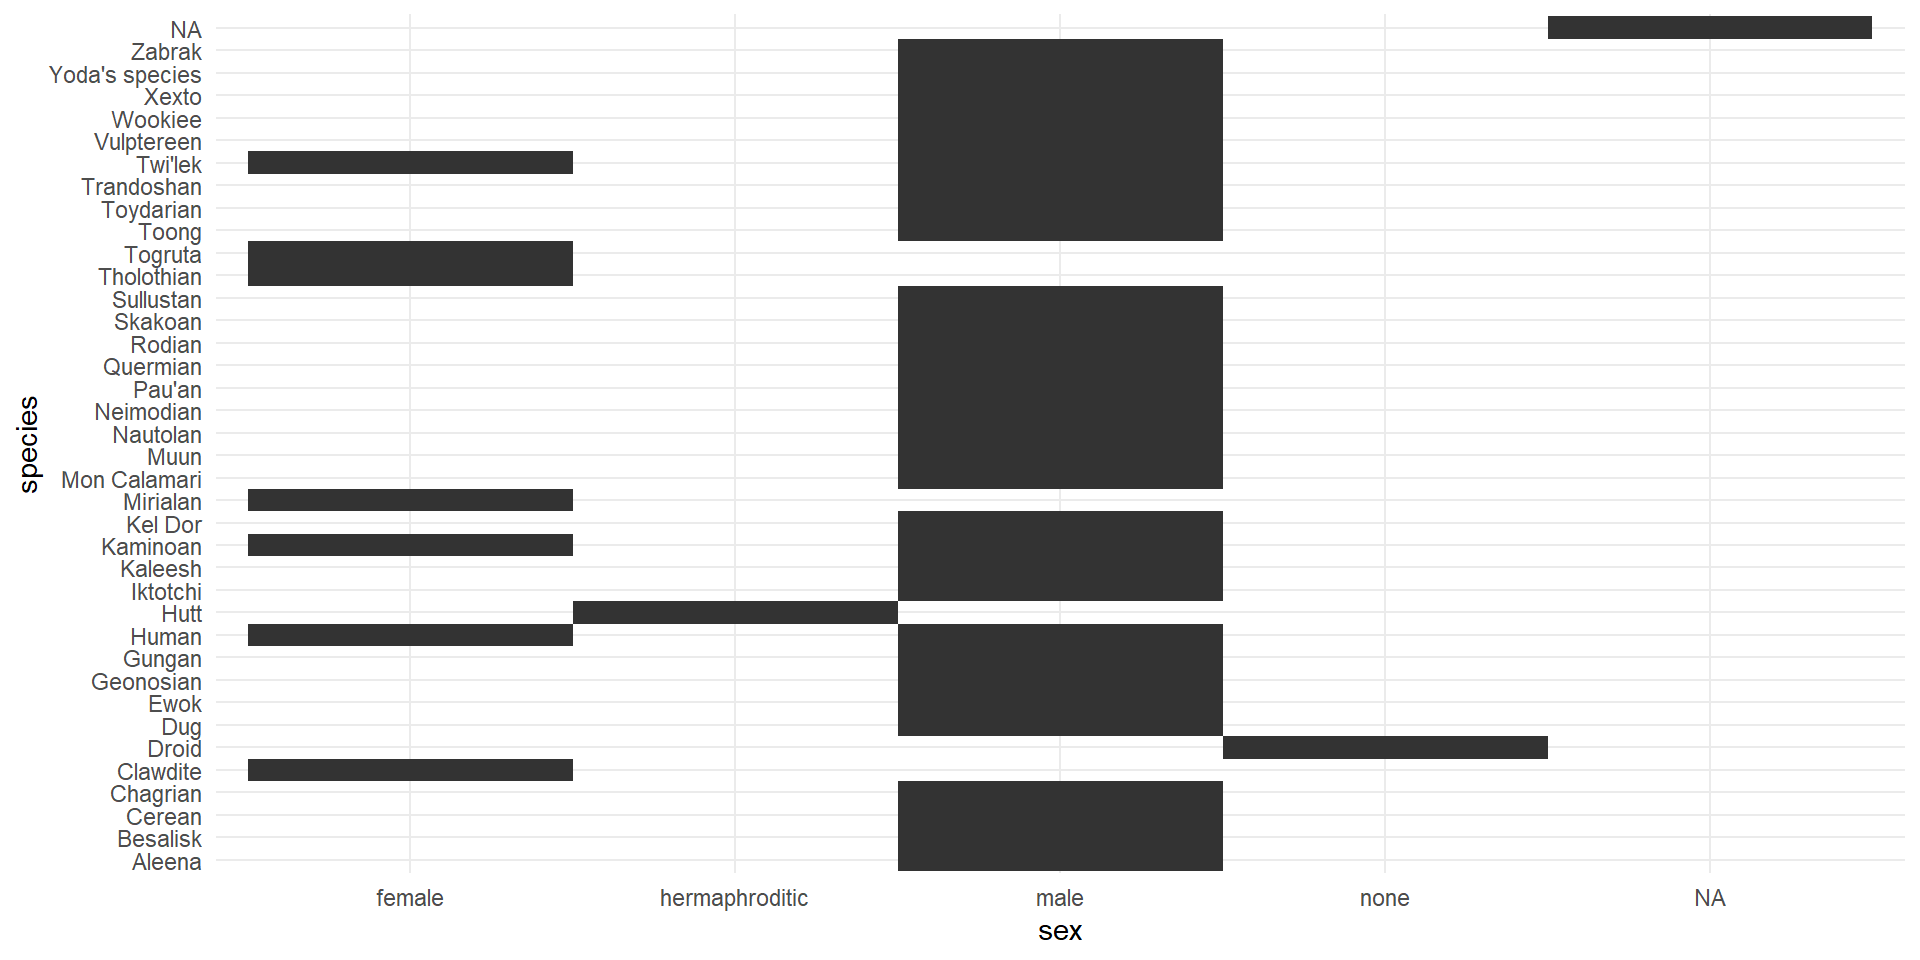 NA
Zabrak
Yoda's species
Xexto
Wookiee
Vulptereen
Twi'lek
Trandoshan
Toydarian
Toong
Togruta
Tholothian
Sullustan
Skakoan
Rodian
Quermian
Pau'an
Neimodian
Nautolan
Muun
Mon Calamari
Mirialan
Kel Dor
Kaminoan
Kaleesh
Iktotchi
Hutt
Human
Gungan
Geonosian
Ewok
Dug
Droid
Clawdite
Chagrian
Cerean
Besalisk
Aleena
species
female hermaphroditic male none NA
sex